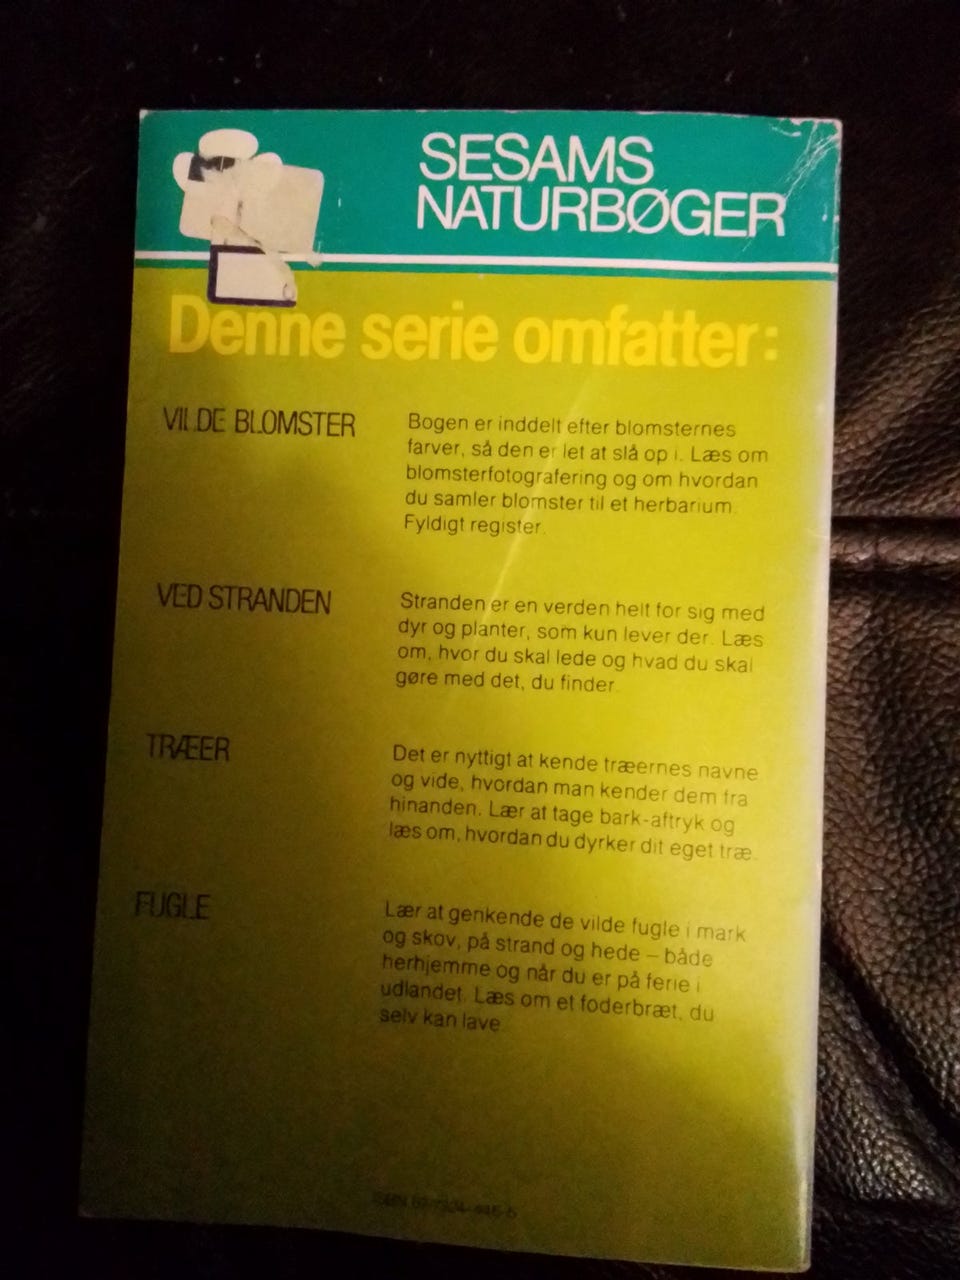 SESAMS
NATURBØGER
Denne serie omfatter:
VILDE BLOMSTER
Bogen er inddelt efter blomsternes
farver, så den er let at slå op i. Læs om
blomsterfotografering og om hvordan
du samler blomster til et herbarium.
Fyldigt register.
VED STRANDEN
Stranden er en verden helt for sig med
dyr og planter, som kun lever der. Læs
om, hvor du skal lede og hvad du skal
gøre med det, du finder.
TRÆER
Det er nyttigt at kende træernes navne
og vide, hvordan man kender dem fra
hinanden. Lær at tage bark-aftryk og
læs om, hvordan du dyrker dit eget træ.
FUGLE
Lær at genkende de vilde fugle i mark
og skov, på strand og hede – både
herhjemme og når du er på ferie i
udlandet. Læs om et foderbræt, du
selv kan lave.
ISBN